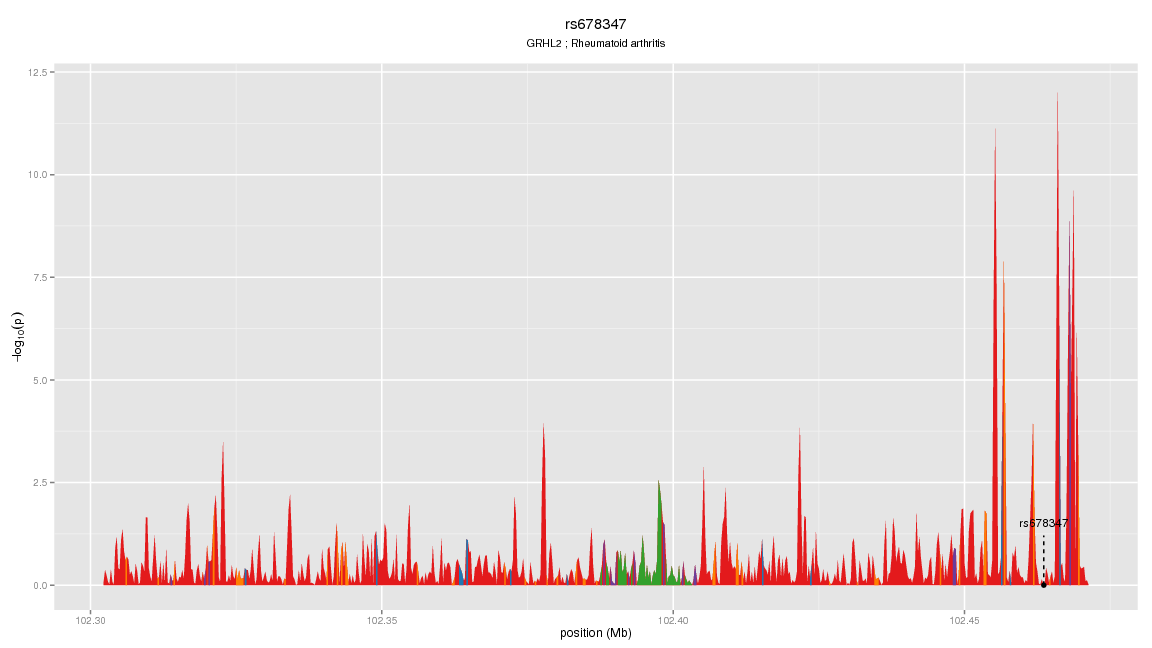 rs678347
GRHL2 ; Rheumatoid arthritis
12.5
10.0
7.5
5.0
2.5
0.0
−log10(p)
rs678347
102.30
102.35
102.40
102.45
position (Mb)